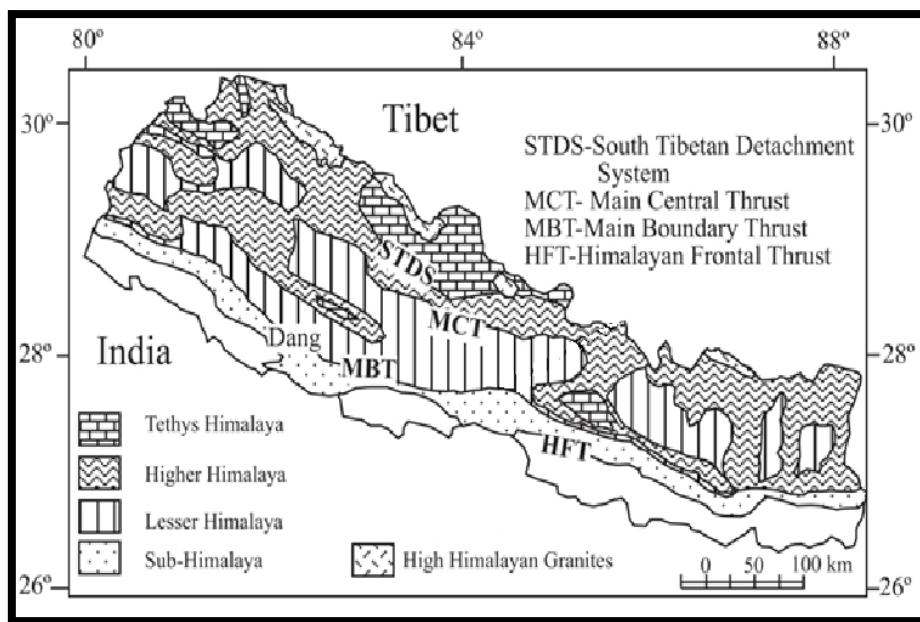 80º 84º 88º
30º
Tibet
30º
STDS-South Tibetan Detachment
System
MCT- Main Central Thrust
MBT-Main Boundary Thrust
HFT-Himalayan Frontal Thrust
STDS
MCT
Dang
India
28º
MBT
28º
HFT
Tethys Himalaya
Higher Himalaya
Lesser Himalaya
Sub-Himalaya
High Himalayan Granites
0 50 100 km
26º
26º